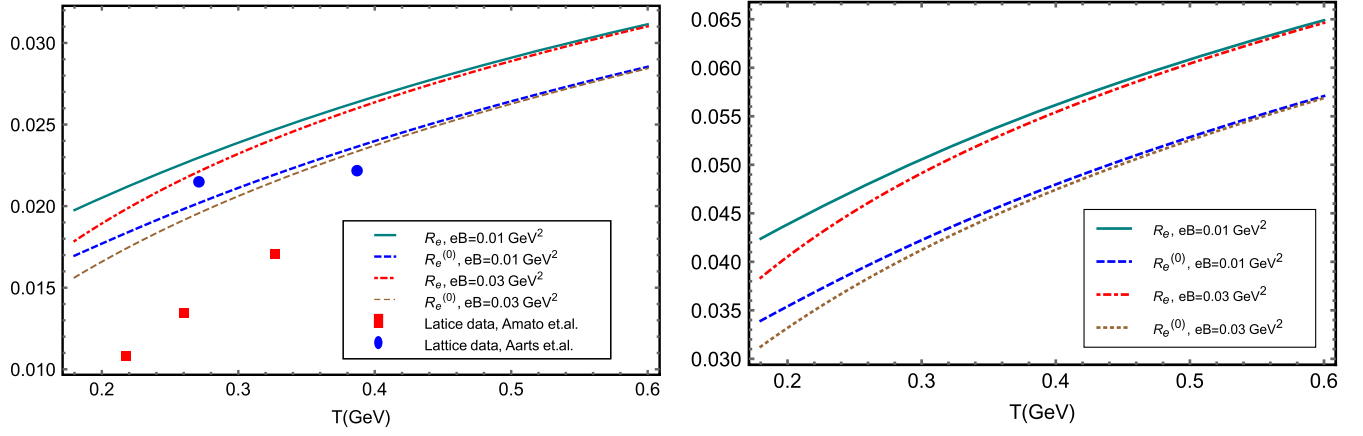 0.030
0.025
0.020
0.015
0.010
0.2 0.3 0.4 0.5 0.6
T(GeV)
R_e, eB=0.01 GeV^2
R_e^(0), eB=0.01 GeV^2
R_e, eB=0.03 GeV^2
R_e^(0), eB=0.03 GeV^2
Latice data, Amato et.al.
Lattice data, Aarts et.al.
0.065
0.060
0.055
0.050
0.045
0.040
0.035
0.030
0.2 0.3 0.4 0.5 0.6
T(GeV)
R_e, eB=0.01 GeV^2
R_e^(0), eB=0.01 GeV^2
R_e, eB=0.03 GeV^2
R_e^(0), eB=0.03 GeV^2